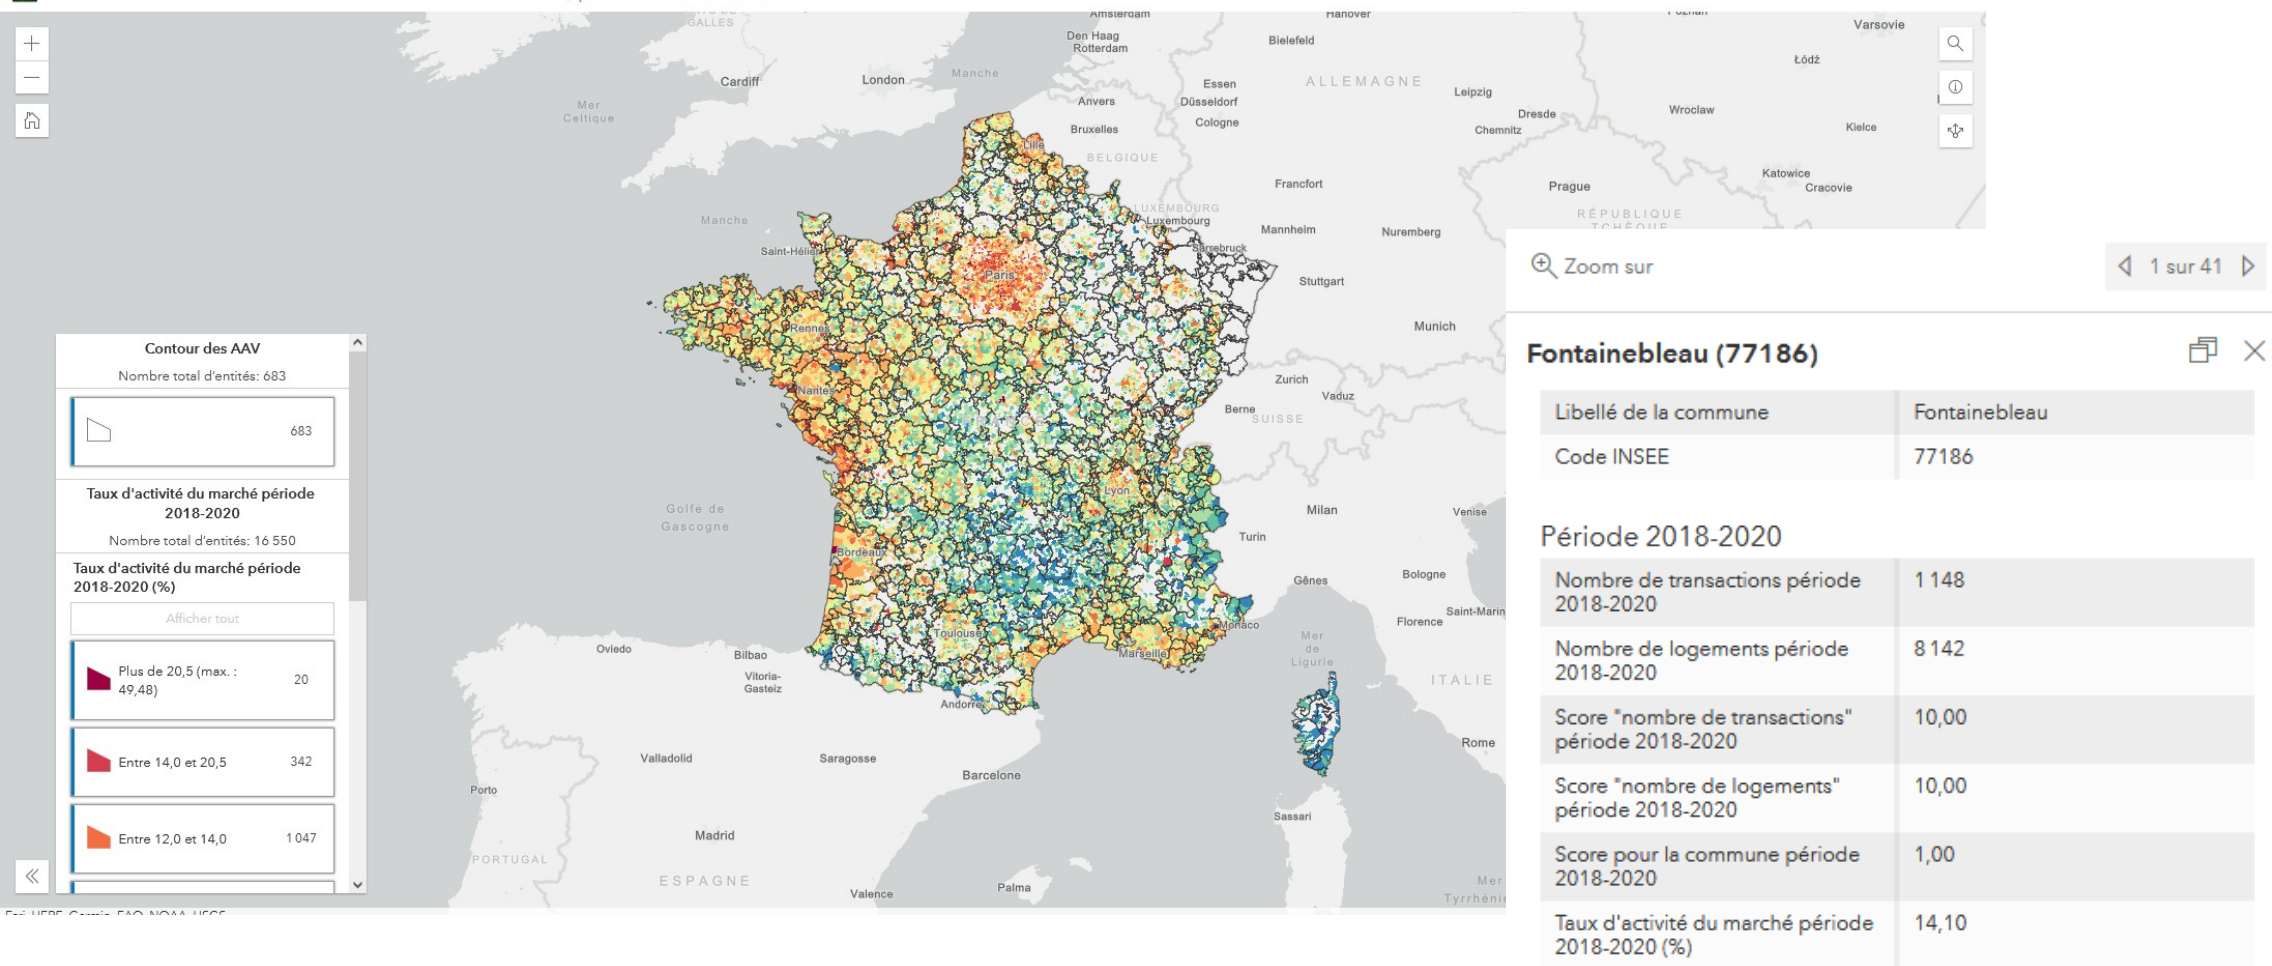 GALLES
Amsterdam
Hanover
Varsovie
Den Haag
Rotterdam
Bielefeld
Łódź
Cardiff
London
Manche
Essen
ALLEMAGNE
Leipzig
Mer
Celtique
Anvers
Düsseldorf
Dresde
Wroclaw
Bruxelles
Cologne
Chemnitz
Kielce
Lille
BELGIQUE
Francfort
Prague
Katowice
Cracovie
Manche
LUXEMBOURG
Luxembourg
RÉPUBLIQUE
TCHÈQUE
Mannheim
Nuremberg
Saint-Hélier
Sarrebruck
Paris
Stuttgart
Rennes
Munich
Nantes
Zurich
Vaduz
Berne
SUISSE
Lyon
Golfe de
Gascogne
Milan
Venise
Turin
Bordeaux
Gênes
Bologne
Saint-Marin
Florence
Monaco
Toulouse
Marseille
Mer
de
Ligurie
Oviedo
Bilbao
Vitoria-
Gasteiz
Andorre
ITALIE
Rome
Valladolid
Saragosse
Barcelone
Porto
Sassari
Madrid
PORTUGAL
ESPAGNE
Valence
Palma
Mer
Tyrrhénie
Contour des AAV
Nombre total d'entités: 683
683
Taux d'activité du marché période
2018-2020
Nombre total d'entités: 16 550
Taux d'activité du marché période
2018-2020 (%)
Afficher tout
Plus de 20,5 (max. :
49,48)
20
Entre 14,0 et 20,5 342
Entre 12,0 et 14,0 1 047
Zoom sur
1 sur 41
Fontainebleau (77186)
Libellé de la commune Fontainebleau
Code INSEE 77186
Période 2018-2020
Nombre de transactions période 1 148
2018-2020
Nombre de logements période 8 142
2018-2020
Score "nombre de transactions" 10,00
période 2018-2020
Score "nombre de logements" 10,00
période 2018-2020
Score pour la commune période 1,00
2018-2020
Taux d'activité du marché période 14,10
2018-2020 (%)